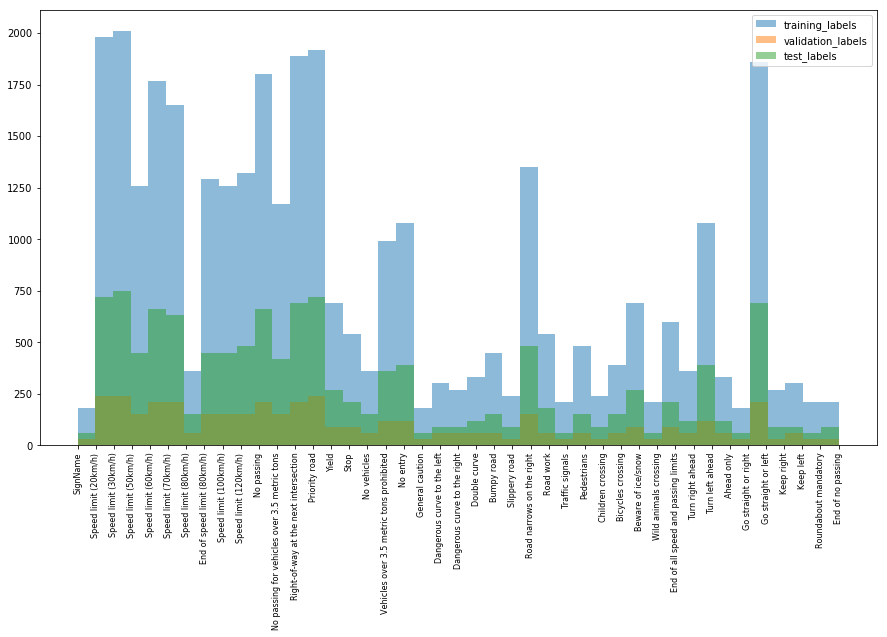 training_labels
validation_labels
test_labels
2000
1750
1500
1250
1000
750
500
250
0
SignName
Speed limit (20km/h)
Speed limit (30km/h)
Speed limit (50km/h)
Speed limit (60km/h)
Speed limit (70km/h)
Speed limit (80km/h)
End of speed limit (80km/h)
Speed limit (100km/h)
Speed limit (120km/h)
No passing
No passing for vehicles over 3.5 metric tons
Right-of-way at the next intersection
Priority road
Yield
Stop
No vehicles
Vehicles over 3.5 metric tons prohibited
No entry
General caution
Dangerous curve to the left
Dangerous curve to the right
Double curve
Bumpy road
Slippery road
Road narrows on the right
Road work
Traffic signals
Pedestrians
Children crossing
Bicycles crossing
Beware of ice/snow
Wild animals crossing
End of all speed and passing limits
Turn right ahead
Turn left ahead
Ahead only
Go straight or right
Go straight or left
Keep right
Keep left
Roundabout mandatory
End of no passing